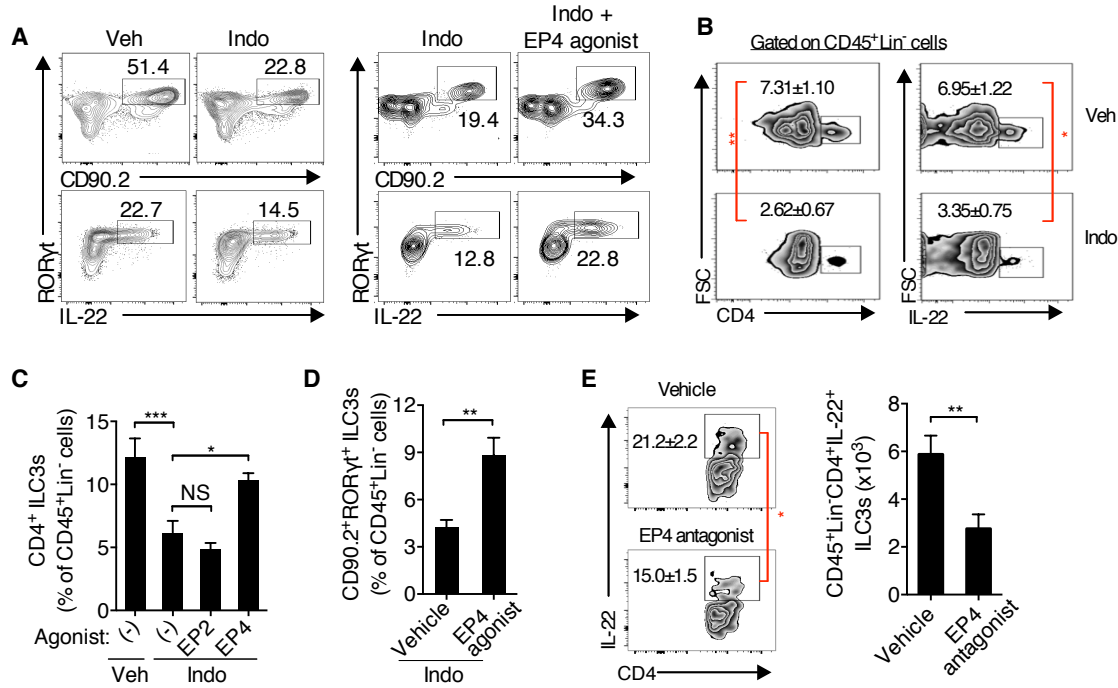 A
Veh
Indo
51.4
22.8
RORγt
CD90.2
22.7
14.5
IL-22
Indo
Indo +
EP4 agonist
19.4
34.3
RORγt
CD90.2
12.8
22.8
IL-22
B
Gated on CD45⁺Lin⁻ cells
7.31±1.10
**
6.95±1.22
*
Veh
2.62±0.67
3.35±0.75
Indo
FSC
CD4
FSC
IL-22
C
CD4⁺ ILC3s
(% of CD45⁺Lin⁻ cells)
15
10
5
0
***
*
NS
Agonist:
(-)
(-)
EP2
EP4
Veh
Indo
D
CD90.2⁺RORγt⁺ ILC3s
(% of CD45⁺Lin⁻ cells)
12
9
6
3
0
**
Vehicle
EP4
agonist
Indo
E
Vehicle
21.2±2.2
*
EP4 antagonist
15.0±1.5
IL-22
CD4
CD45⁺Lin⁻CD4⁺IL-22⁺
ILC3s (x10³)
8
6
4
2
0
**
Vehicle
EP4
antagonist